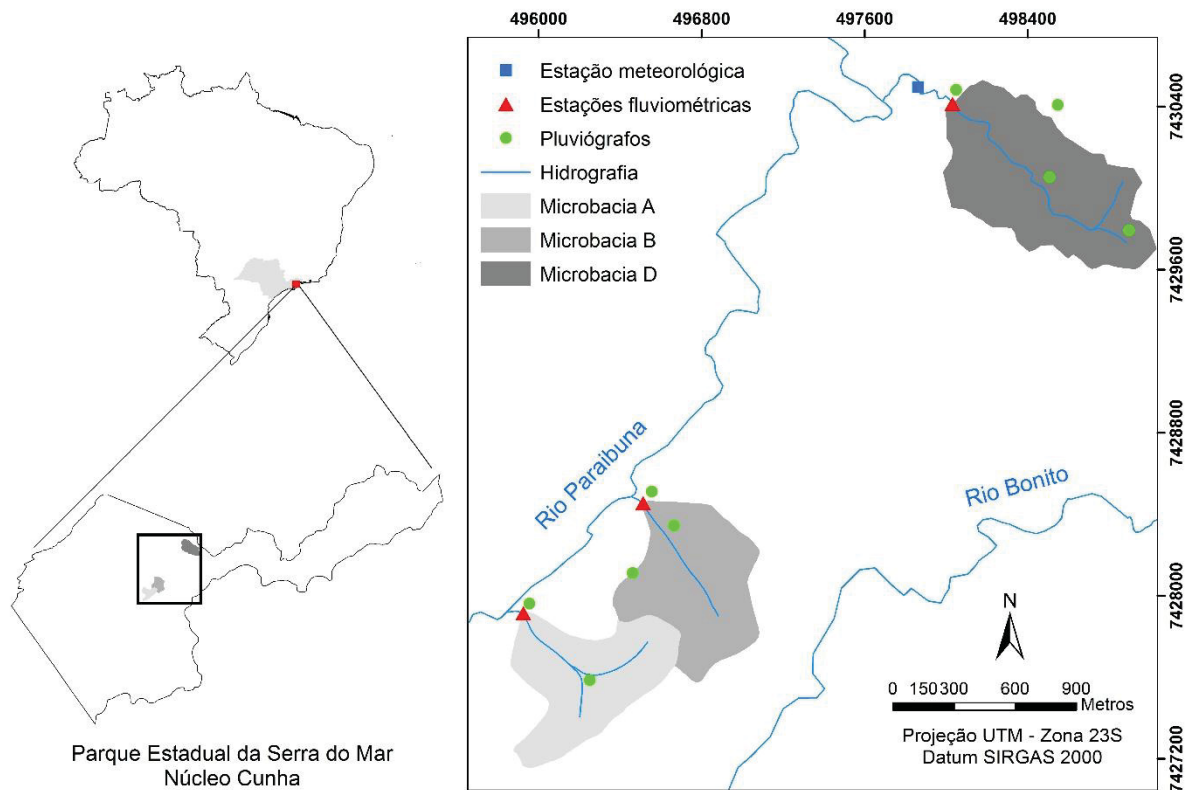 496000 496800 497600 498400
Estação meteorológica
Estações fluviométricas
Pluviógrafos
Hidrografia
Microbacia A
Microbacia B
Microbacia D
7430400
7429600
7428800
7428000
7427200
Rio Paraibuna
Rio Bonito
N
0 150 300 600 900
Metros
Projeção UTM - Zona 23S
Datum SIRGAS 2000
Parque Estadual da Serra do Mar
Núcleo Cunha